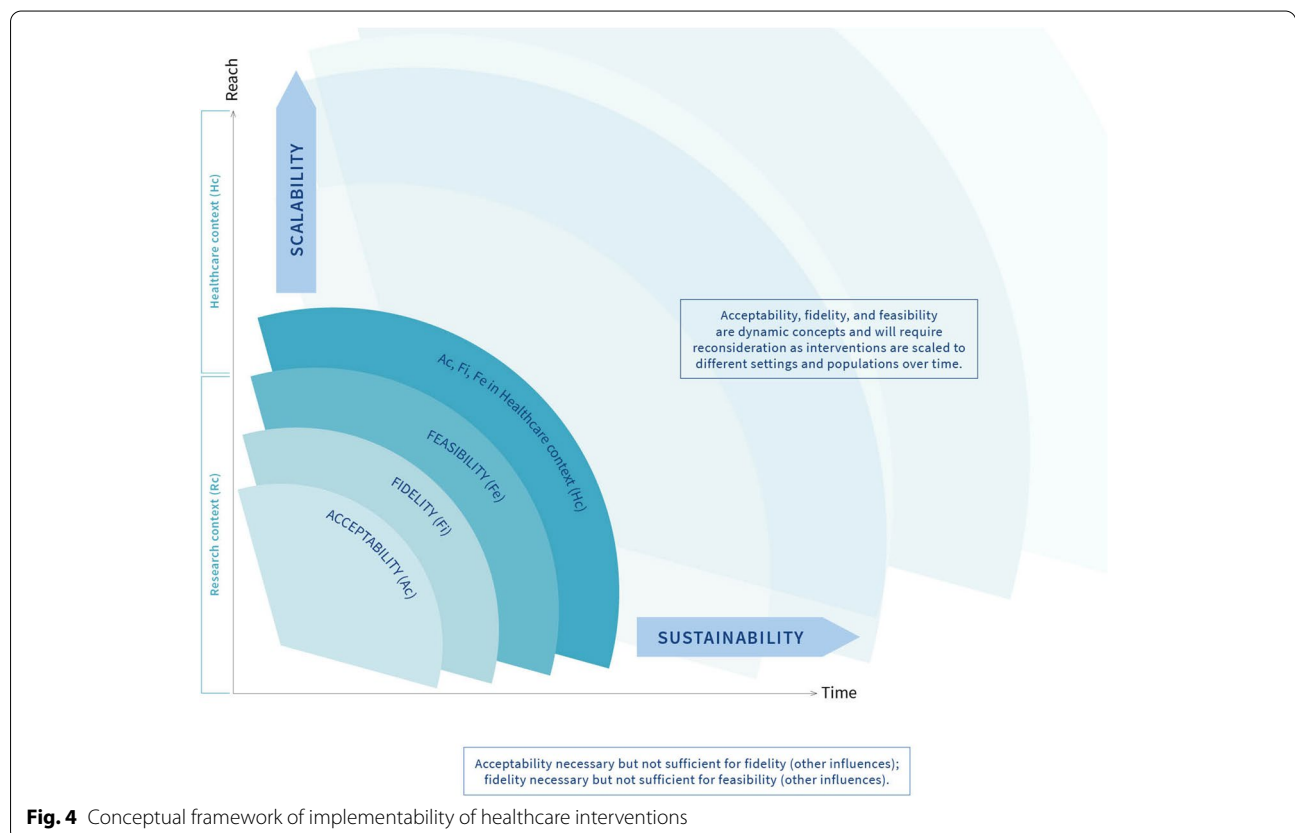 Reach
Healthcare context (Hc)
SCALABILITY
Acceptability, fidelity, and feasibility
are dynamic concepts and will require
reconsideration as interventions are scaled to
different settings and populations over time.
Ac, Fi, Fe in Healthcare context (Hc)
FEASIBILITY (Fe)
FIDELITY (Fi)
ACCEPTABILITY (Ac)
Research context (Rc)
SUSTAINABILITY
Time
Acceptability necessary but not sufficient for fidelity (other influences);
fidelity necessary but not sufficient for feasibility (other influences).
Fig. 4 Conceptual framework of implementability of healthcare interventions